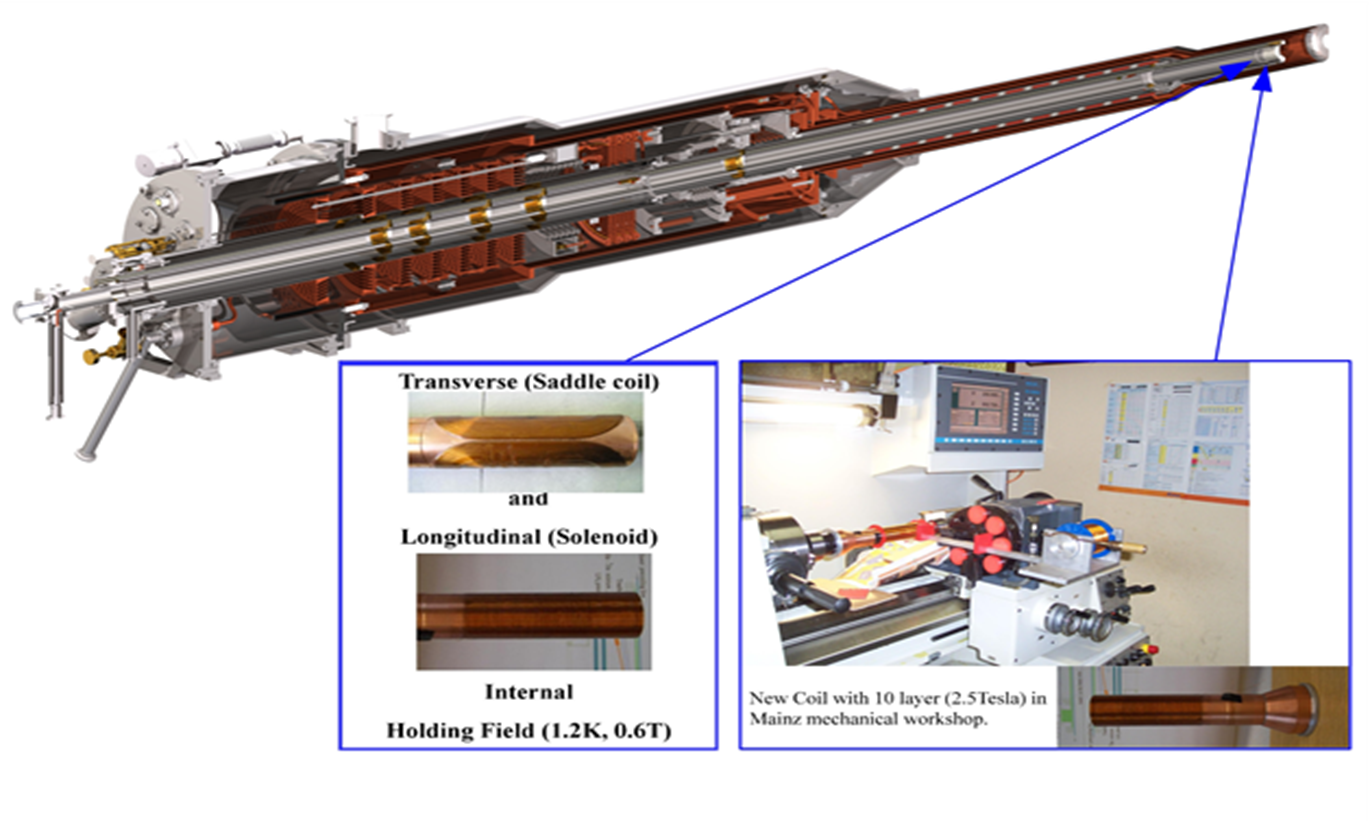 Transverse (Saddle coil)
and
Longitudinal (Solenoid)
Internal
Holding Field (1.2K, 0.6T)
New Coil with 10 layer (2.5Tesla) in
Mainz mechanical workshop.